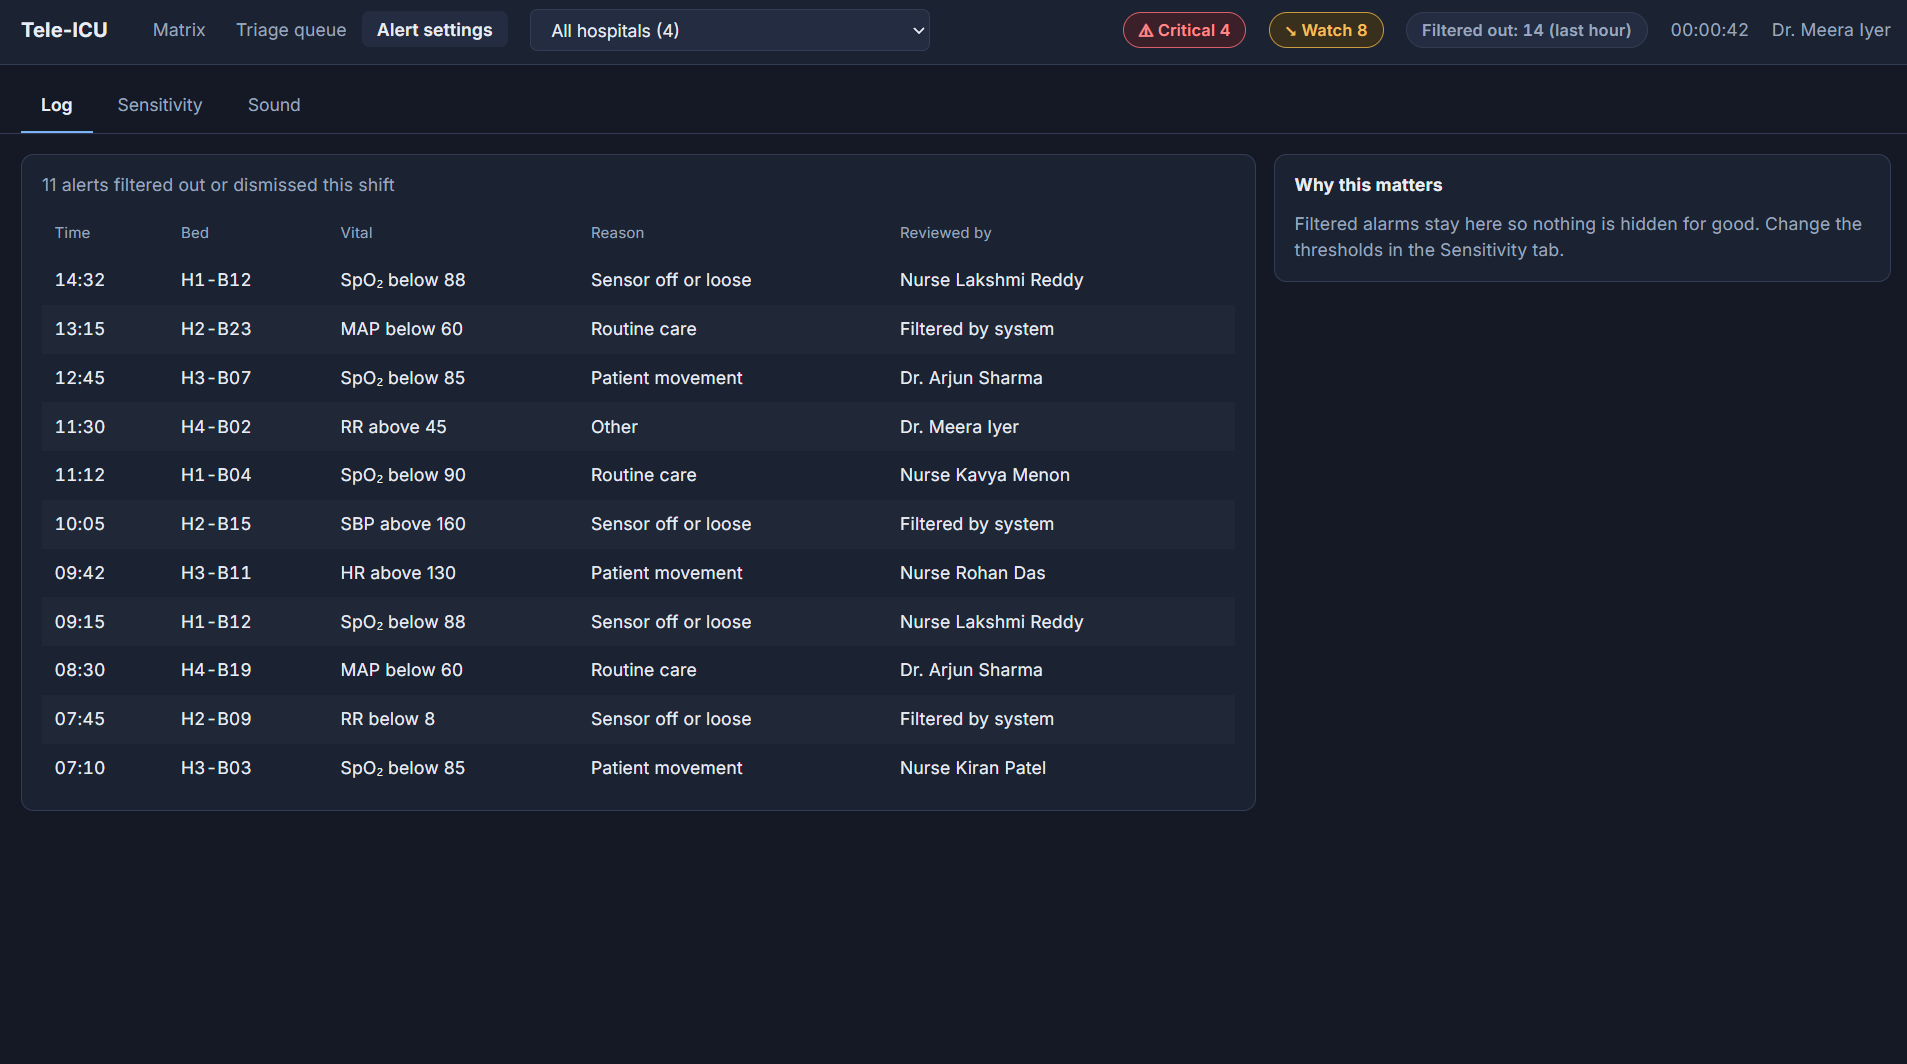 Tele-ICU Matrix Triage queue Alert settings All hospitals (4) ⚠ Critical 4 ↘ Watch 8 Filtered out: 14 (last hour) 00:00:42 Dr. Meera Iyer
Log Sensitivity Sound
11 alerts filtered out or dismissed this shift
Time Bed Vital Reason Reviewed by
14:32 H1-B12 SpO₂ below 88 Sensor off or loose Nurse Lakshmi Reddy
13:15 H2-B23 MAP below 60 Routine care Filtered by system
12:45 H3-B07 SpO₂ below 85 Patient movement Dr. Arjun Sharma
11:30 H4-B02 RR above 45 Other Dr. Meera Iyer
11:12 H1-B04 SpO₂ below 90 Routine care Nurse Kavya Menon
10:05 H2-B15 SBP above 160 Sensor off or loose Filtered by system
09:42 H3-B11 HR above 130 Patient movement Nurse Rohan Das
09:15 H1-B12 SpO₂ below 88 Sensor off or loose Nurse Lakshmi Reddy
08:30 H4-B19 MAP below 60 Routine care Dr. Arjun Sharma
07:45 H2-B09 RR below 8 Sensor off or loose Filtered by system
07:10 H3-B03 SpO₂ below 85 Patient movement Nurse Kiran Patel
Why this matters
Filtered alarms stay here so nothing is hidden for good. Change the
thresholds in the Sensitivity tab.